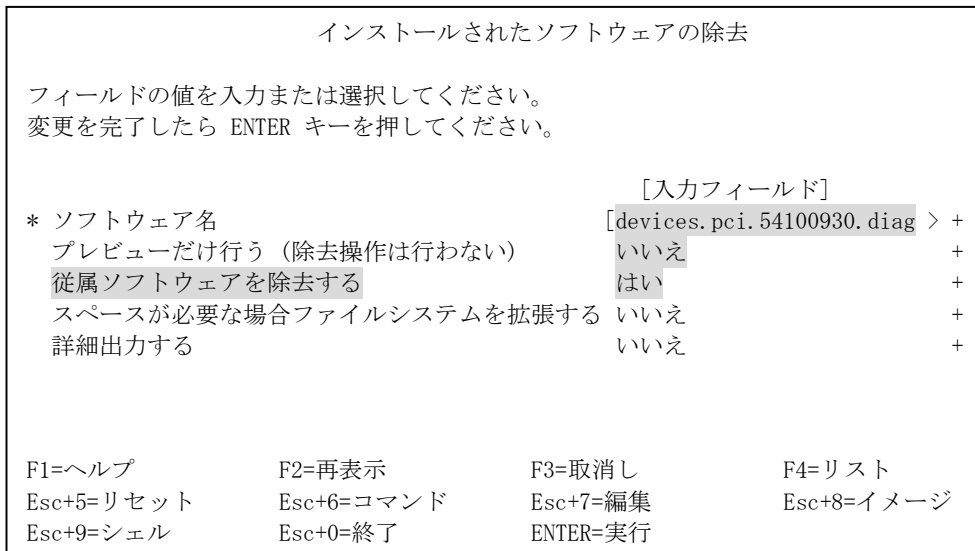 インストールされたソフトウェアの除去
フィールドの値を入力または選択してください。
変更を完了したら ENTER キーを押してください。
[入力フィールド]
* ソフトウェア名 [devices.pci.54100930.diag > +
プレビューだけ行う (除去操作は行わない) いいえ +
従属ソフトウェアを除去する はい +
スペースが必要な場合ファイルシステムを拡張する いいえ +
詳細出力する いいえ +
F1=ヘルプ F2=再表示 F3=取消し F4=リスト
Esc+5=リセット Esc+6=コマンド Esc+7=編集 Esc+8=イメージ
Esc+9=シェル Esc+0=終了 ENTER=実行